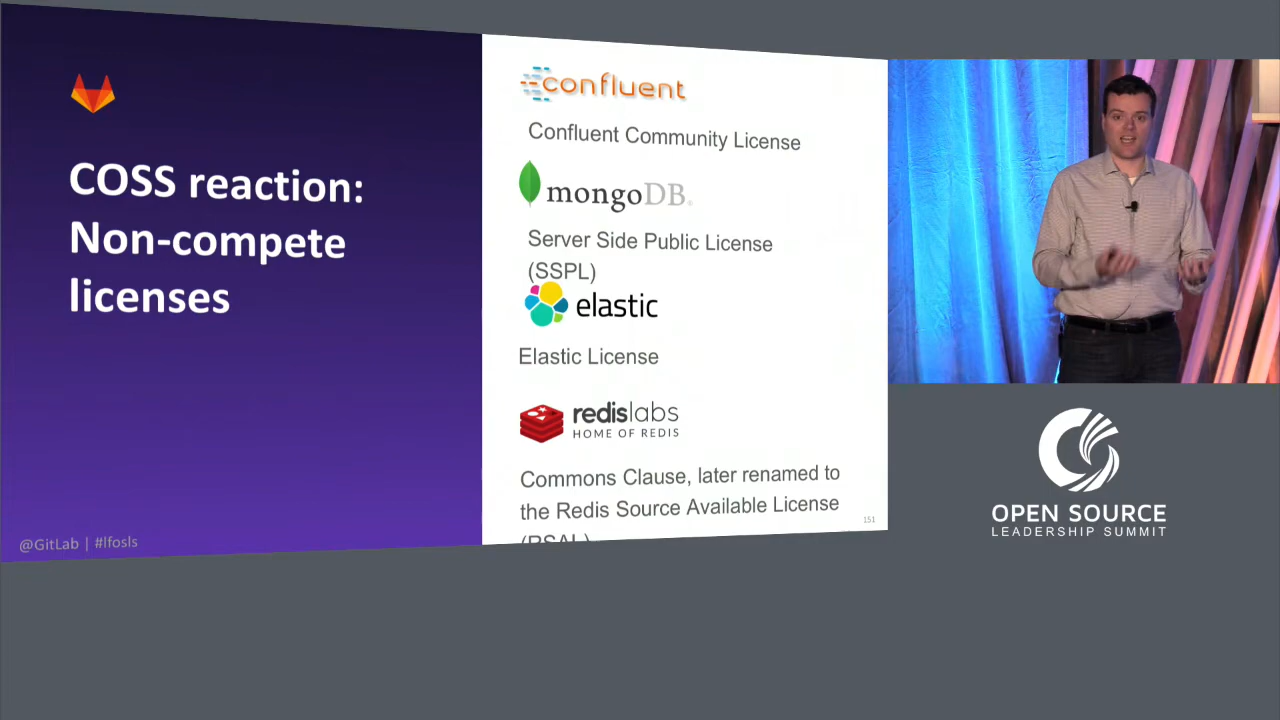 COSS reaction:
Non-compete
licenses
@GitLab | #lfosls
confluent
Confluent Community License
mongoDB®
Server Side Public License
(SSPL)
elastic
Elastic License
redislabs
HOME OF REDIS
Commons Clause, later renamed to
the Redis Source Available License
(RSAL)
151
OPEN SOURCE
LEADERSHIP SUMMIT